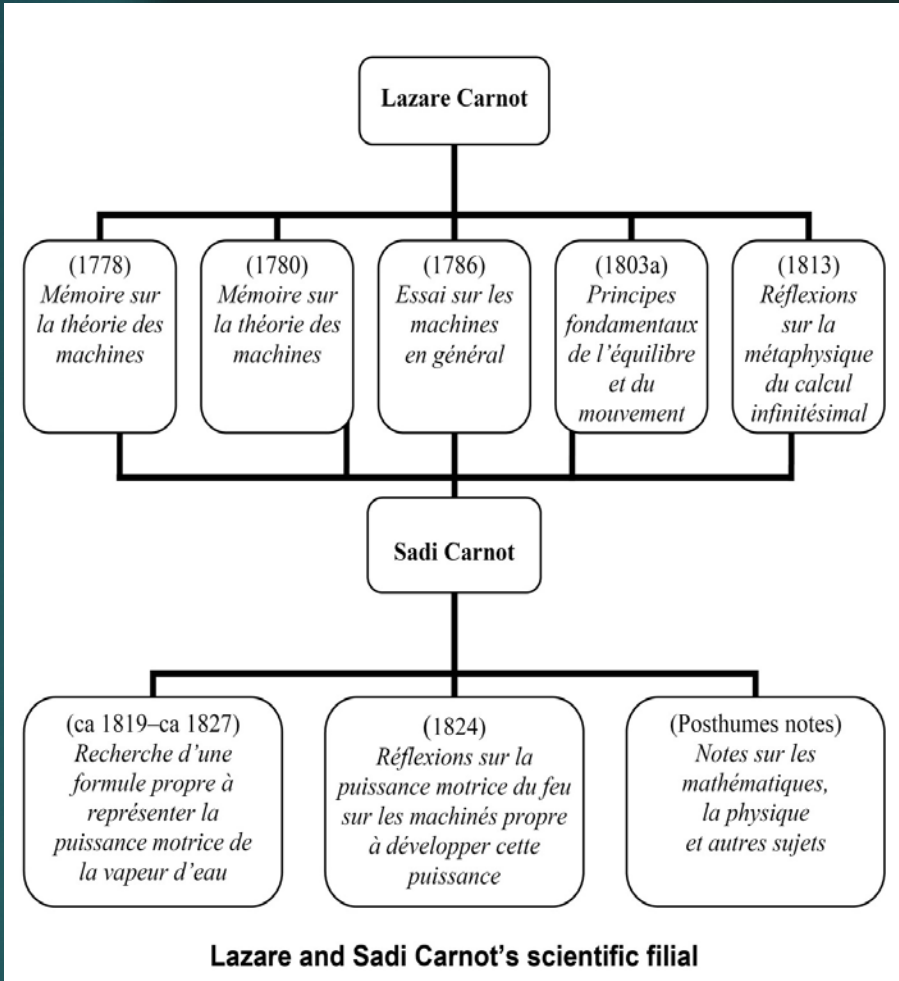 Lazare Carnot
(1778)
Mémoire sur
la théorie des
machines
(1780)
Mémoire sur
la théorie des
machines
(1786)
Essai sur les
machines
en général
(1803a)
Principes
fondamentaux
de l'équilibre
et du
mouvement
(1813)
Réflexions
sur la
métaphysique
du calcul
infinitésimal
Sadi Carnot
(ca 1819–ca 1827)
Recherche d'une
formule propre à
représenter la
puissance motrice de
la vapeur d'eau
(1824)
Réflexions sur la
puissance motrice du feu
sur les machinés propre
à développer cette
puissance
(Posthumes notes)
Notes sur les
mathématiques,
la physique
et autres sujets
Lazare and Sadi Carnot's scientific filial